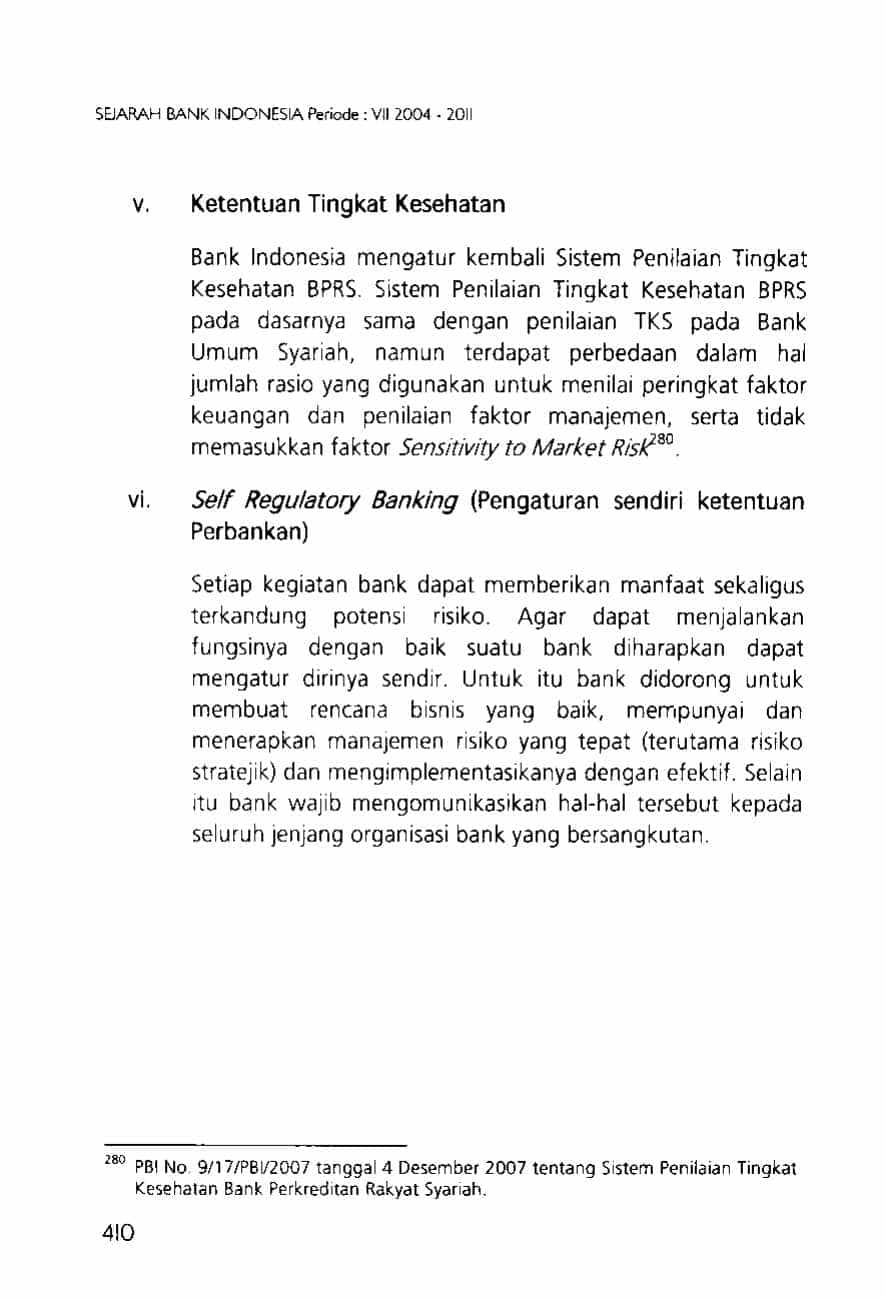 SEJARAH BANK INDONESIA Periode : VII 2004 - 2011
v. Ketentuan Tingkat Kesehatan
Bank Indonesia mengatur kembali Sistem Penilaian Tingkat
Kesehatan BPRS. Sistem Penilaian Tingkat Kesehatan BPRS
pada dasarnya sama dengan penilaian TKS pada Bank
Umum Syariah, namun terdapat perbedaan dalam hal
jumlah rasio yang digunakan untuk menilai peringkat faktor
keuangan dan penilaian faktor manajemen, serta tidak
memasukkan faktor Sensitivity to Market Risk280.
vi. Self Regulatory Banking (Pengaturan sendiri ketentuan
Perbankan)
Setiap kegiatan bank dapat memberikan manfaat sekaligus
terkandung potensi risiko. Agar dapat menjalankan
fungsinya dengan baik suatu bank diharapkan dapat
mengatur dirinya sendir. Untuk itu bank didorong untuk
membuat rencana bisnis yang baik, mempunyai dan
menerapkan manajemen risiko yang tepat (terutama risiko
stratejik) dan mengimplementasikanya dengan efektif. Selain
itu bank wajib mengomunikasikan hal-hal tersebut kepada
seluruh jenjang organisasi bank yang bersangkutan.
280 PBI No. 9/17/PBI/2007 tanggal 4 Desember 2007 tentang Sistem Penilaian Tingkat
Kesehatan Bank Perkreditan Rakyat Syariah.
410